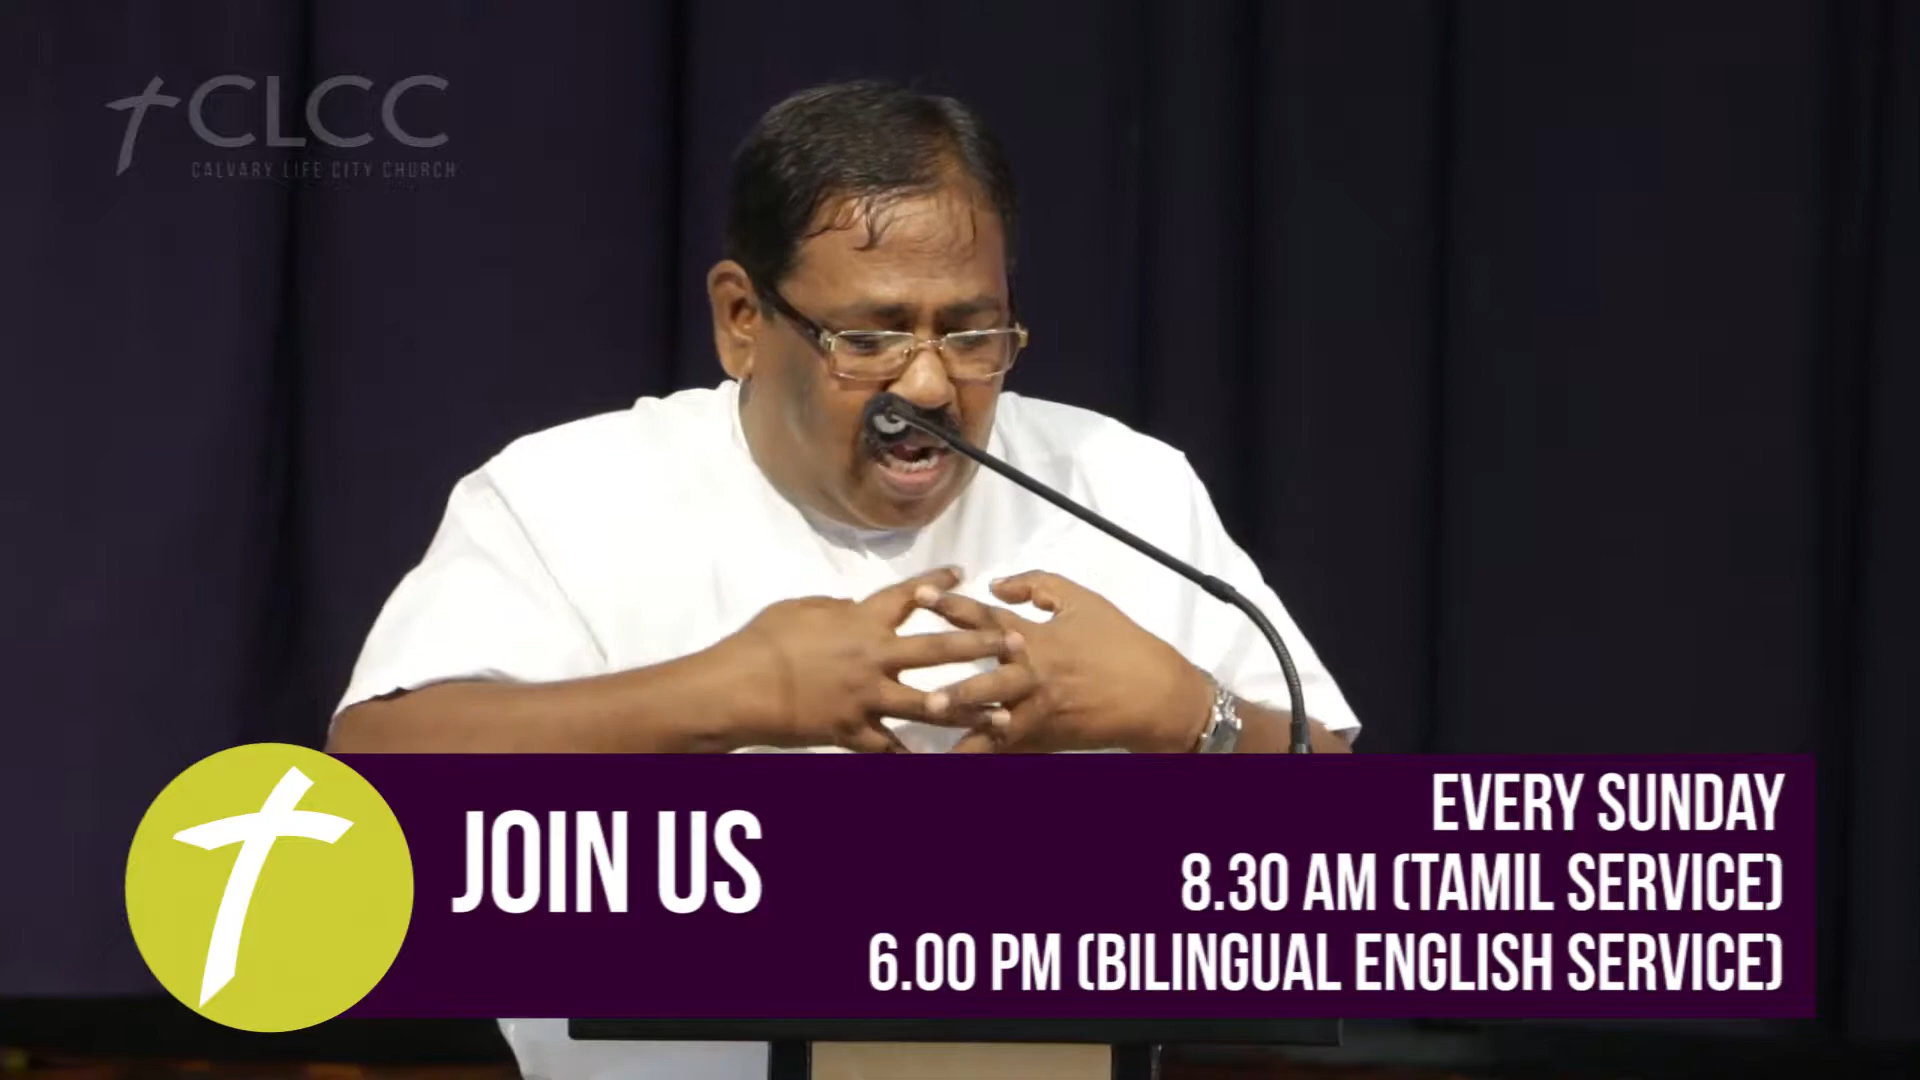 CLCC
CALVARY LIFE CITY CHURCH
JOIN US
EVERY SUNDAY
8.30 AM (TAMIL SERVICE)
6.00 PM (BILINGUAL ENGLISH SERVICE)